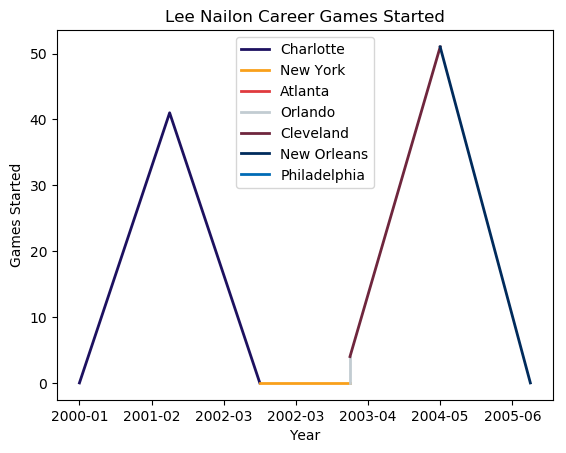 Lee Nailon Career Games Started
Charlotte
New York
Atlanta
Orlando
Cleveland
New Orleans
Philadelphia
Games Started
50
40
30
20
10
0
2000-01 2001-02 2002-03 2002-03 2003-04 2004-05 2005-06
Year